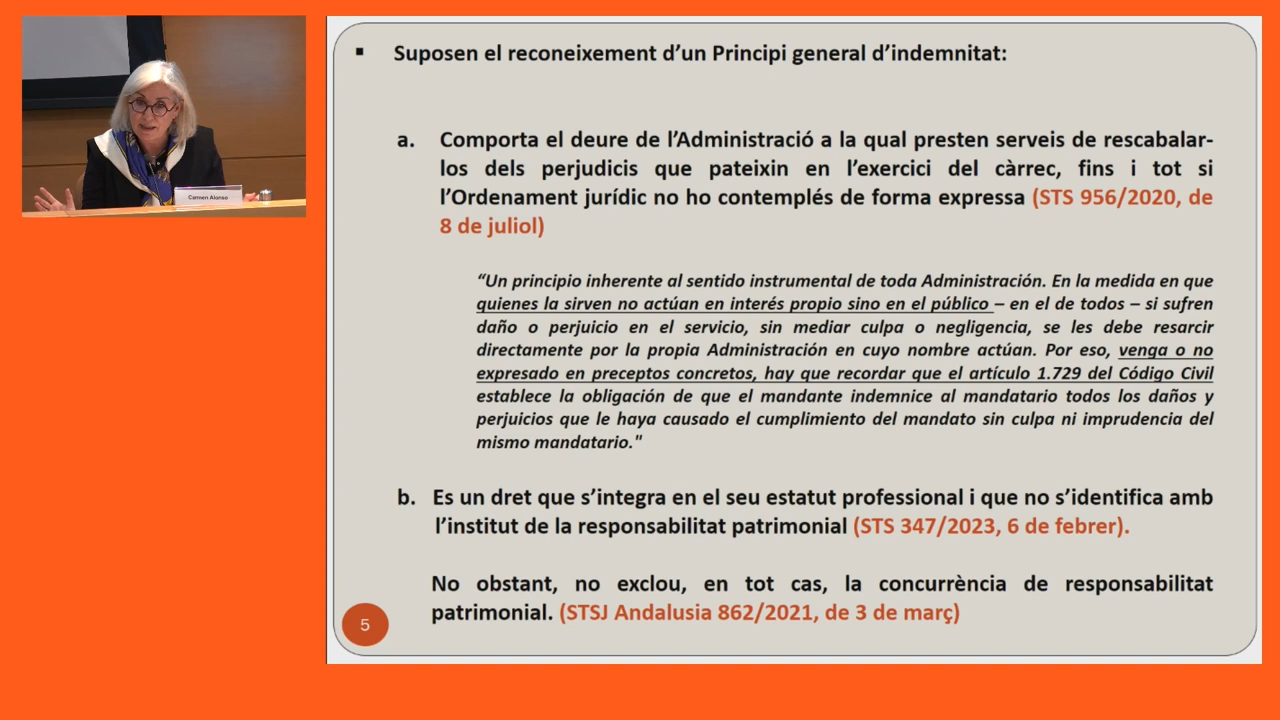 ▪ Suposen el reconeixement d’un Principi general d’indemnitat:
a. Comporta el deure de l’Administració a la qual presten serveis de rescabalar-
los dels perjudicis que pateixin en l’exercici del càrrec, fins i tot si
l’Ordenament jurídic no ho contemplés de forma expressa (STS 956/2020, de
8 de juliol)
“Un principio inherente al sentido instrumental de toda Administración. En la medida en que
quienes la sirven no actúan en interés propio sino en el público – en el de todos – si sufren
daño o perjuicio en el servicio, sin mediar culpa o negligencia, se les debe resarcir
directamente por la propia Administración en cuyo nombre actúan. Por eso, venga o no
expresado en preceptos concretos, hay que recordar que el artículo 1.729 del Código Civil
establece la obligación de que el mandante indemnice al mandatario todos los daños y
perjuicios que le haya causado el cumplimiento del mandato sin culpa ni imprudencia del
mismo mandatario."
b. Es un dret que s’integra en el seu estatut professional i que no s’identifica amb
l’institut de la responsabilitat patrimonial (STS 347/2023, 6 de febrer).
No obstant, no exclou, en tot cas, la concurrència de responsabilitat
patrimonial. (STSJ Andalusia 862/2021, de 3 de març)
5
Carmen Alonso